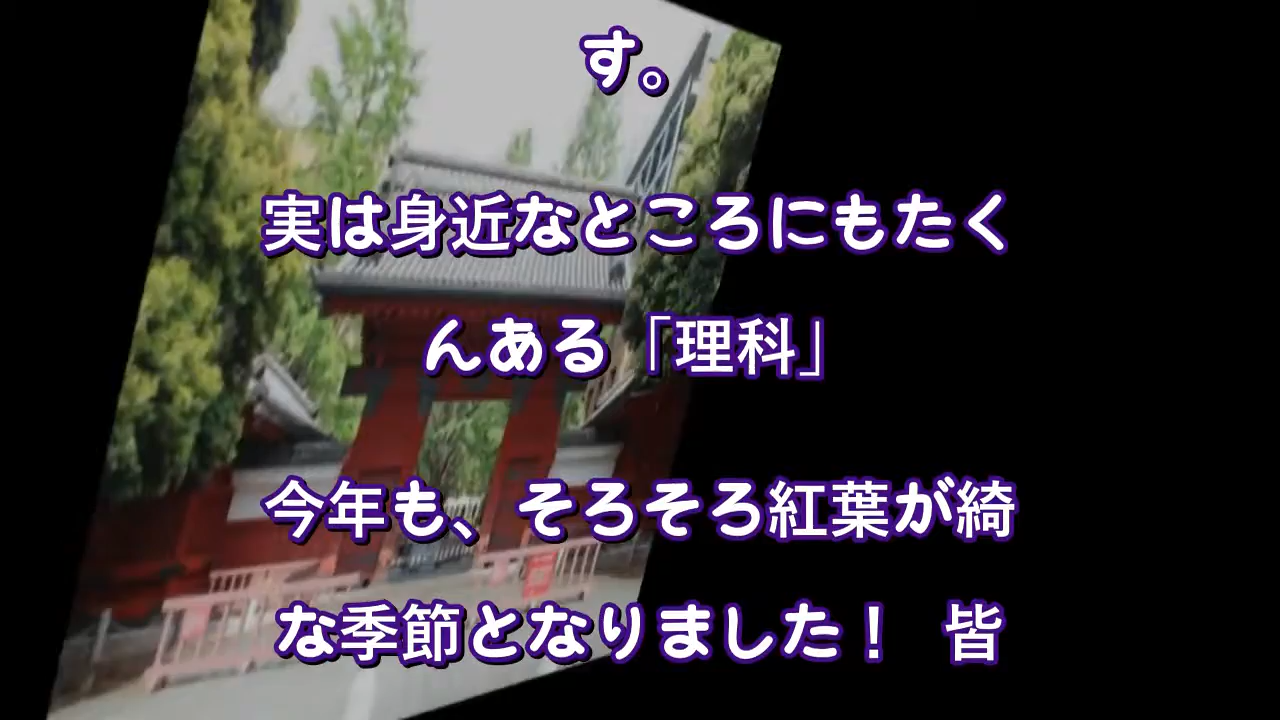 す。
実は身近なところにもたく
んある「理科」
今年も、そろそろ紅葉が綺
な季節となりました！　皆